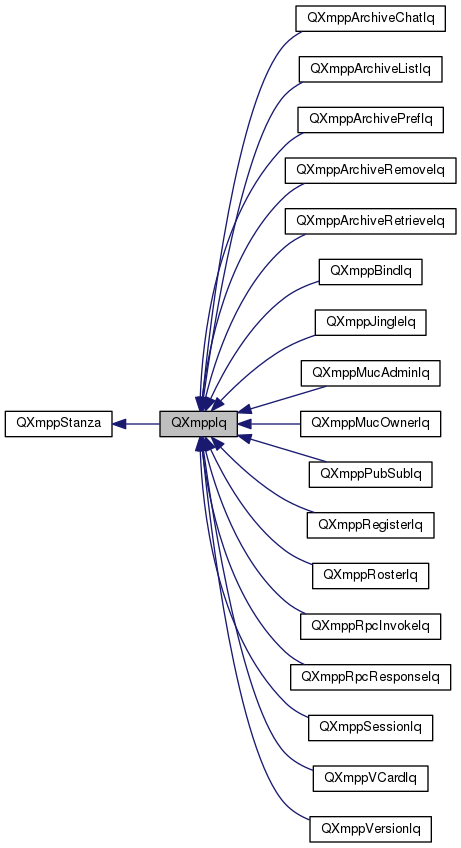 QXmppArchiveChatIq
QXmppArchiveListIq
QXmppArchivePrefIq
QXmppArchiveRemoveIq
QXmppArchiveRetrieveIq
QXmppBindIq
QXmppJingleIq
QXmppMucAdminIq
QXmppStanza
QXmppIq
QXmppMucOwnerIq
QXmppPubSubIq
QXmppRegisterIq
QXmppRosterIq
QXmppRpcInvokeIq
QXmppRpcResponseIq
QXmppSessionIq
QXmppVCardIq
QXmppVersionIq